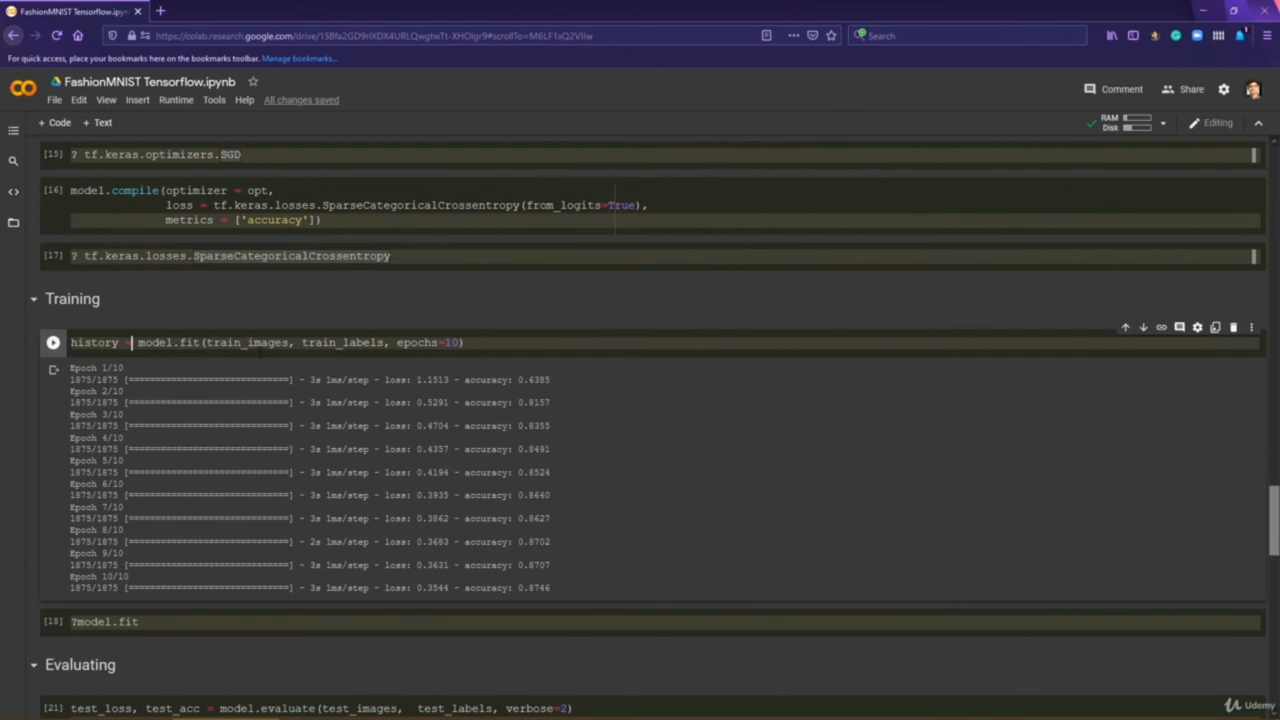 FashionMNIST Tensorflow.ipyn
https://colab.research.google.com/drive/1SBfa2GD9rIXDX4URLQwgtwTt-XHOlgr9#scrollTo=M6LF1xQ2VIIw
Search
For quick access, place your bookmarks here on the bookmarks toolbar. Manage bookmarks...
FashionMNIST Tensorflow.ipynb
File Edit View Insert Runtime Tools Help All changes saved
Comment Share
+ Code + Text
RAM
Disk
Editing
[15] ? tf.keras.optimizers.SGD
[16] model.compile(optimizer = opt,
loss = tf.keras.losses.SparseCategoricalCrossentropy(from_logits=True),
metrics = ['accuracy'])
[17] ? tf.keras.losses.SparseCategoricalCrossentropy
Training
history = model.fit(train_images, train_labels, epochs=10)
Epoch 1/10
1875/1875 [==============================] - 3s 1ms/step - loss: 1.1513 - accuracy: 0.6385
Epoch 2/10
1875/1875 [==============================] - 3s 1ms/step - loss: 0.5291 - accuracy: 0.8157
Epoch 3/10
1875/1875 [==============================] - 3s 1ms/step - loss: 0.4704 - accuracy: 0.8355
Epoch 4/10
1875/1875 [==============================] - 3s 1ms/step - loss: 0.4357 - accuracy: 0.8491
Epoch 5/10
1875/1875 [==============================] - 3s 1ms/step - loss: 0.4194 - accuracy: 0.8524
Epoch 6/10
1875/1875 [==============================] - 3s 1ms/step - loss: 0.3935 - accuracy: 0.8640
Epoch 7/10
1875/1875 [==============================] - 3s 1ms/step - loss: 0.3862 - accuracy: 0.8627
Epoch 8/10
1875/1875 [==============================] - 2s 1ms/step - loss: 0.3683 - accuracy: 0.8702
Epoch 9/10
1875/1875 [==============================] - 3s 1ms/step - loss: 0.3631 - accuracy: 0.8707
Epoch 10/10
1875/1875 [==============================] - 3s 1ms/step - loss: 0.3544 - accuracy: 0.8746
[18] ?model.fit
Evaluating
[21] test_loss, test_acc = model.evaluate(test_images, test_labels, verbose=2)
Udemy